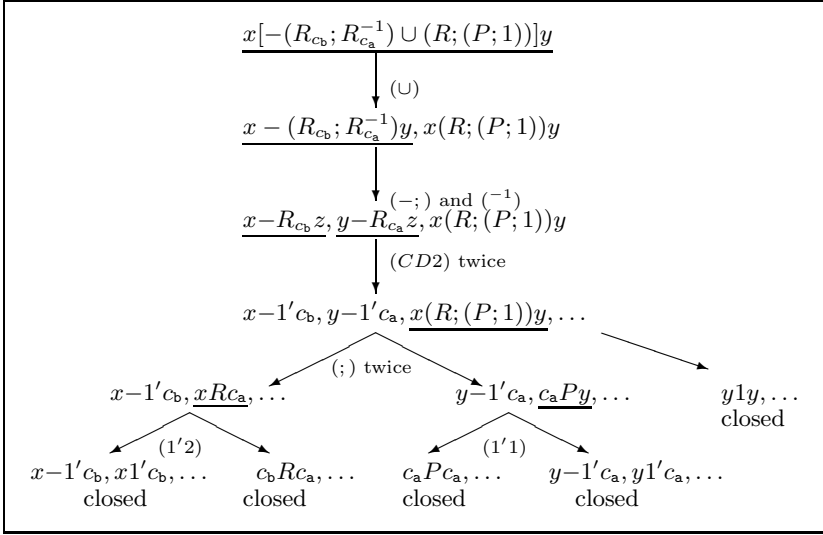 x[−(R_{c_b}; R_{c_a}^{−1}) ∪ (R; (P; 1))]y
(∪)
x − (R_{c_b}; R_{c_a}^{−1})y, x(R; (P; 1))y
(−;) and (^{−1})
x−R_{c_b}z, y−R_{c_a}z, x(R; (P; 1))y
(CD2) twice
x−1′c_b, y−1′c_a, x(R; (P; 1))y, ...
(;) twice
x−1′c_b, xRc_a, ... y−1′c_a, c_aPy, ... y1y, ...
closed
(1′2) (1′1)
x−1′c_b, x1′c_b, ... c_bRc_a, ... c_aPc_a, ... y−1′c_a, y1′c_a, ...
closed closed closed closed